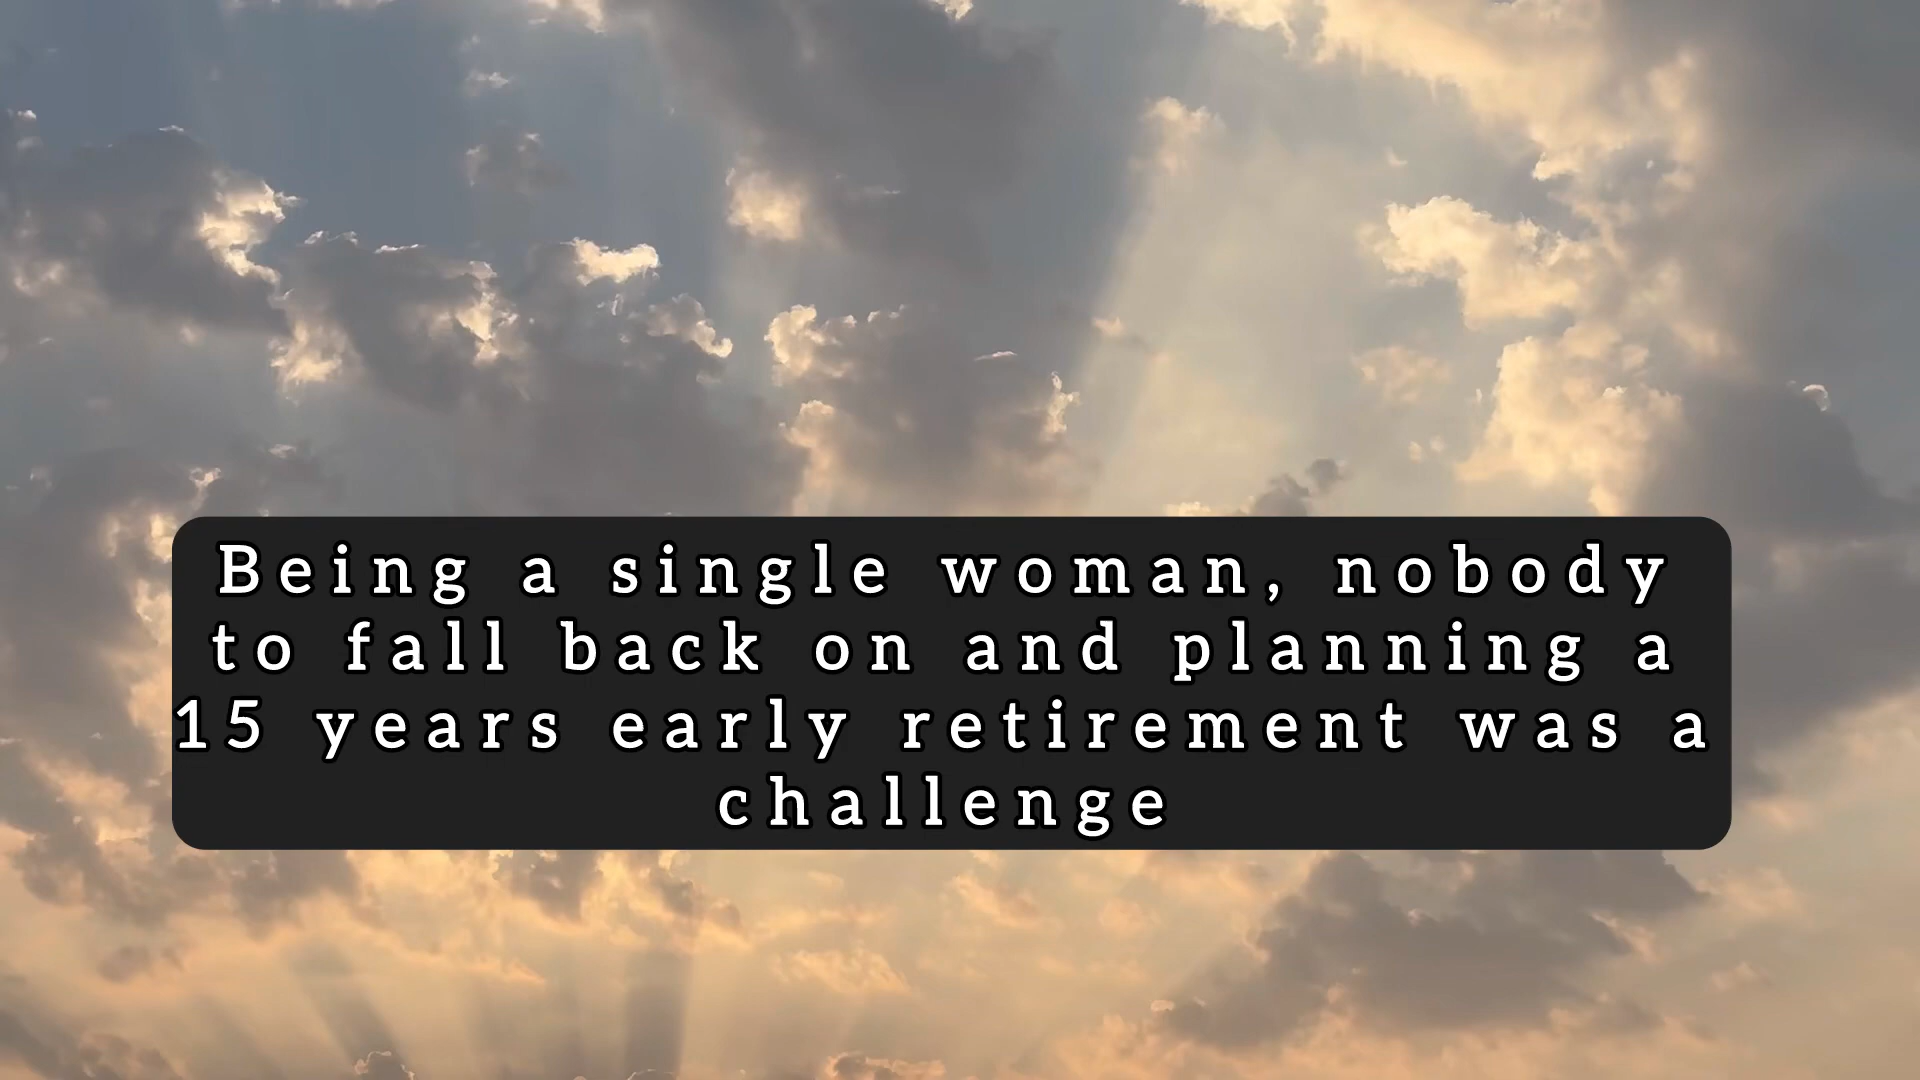 Being a single woman, nobody
to fall back on and planning a
15 years early retirement was a
challenge